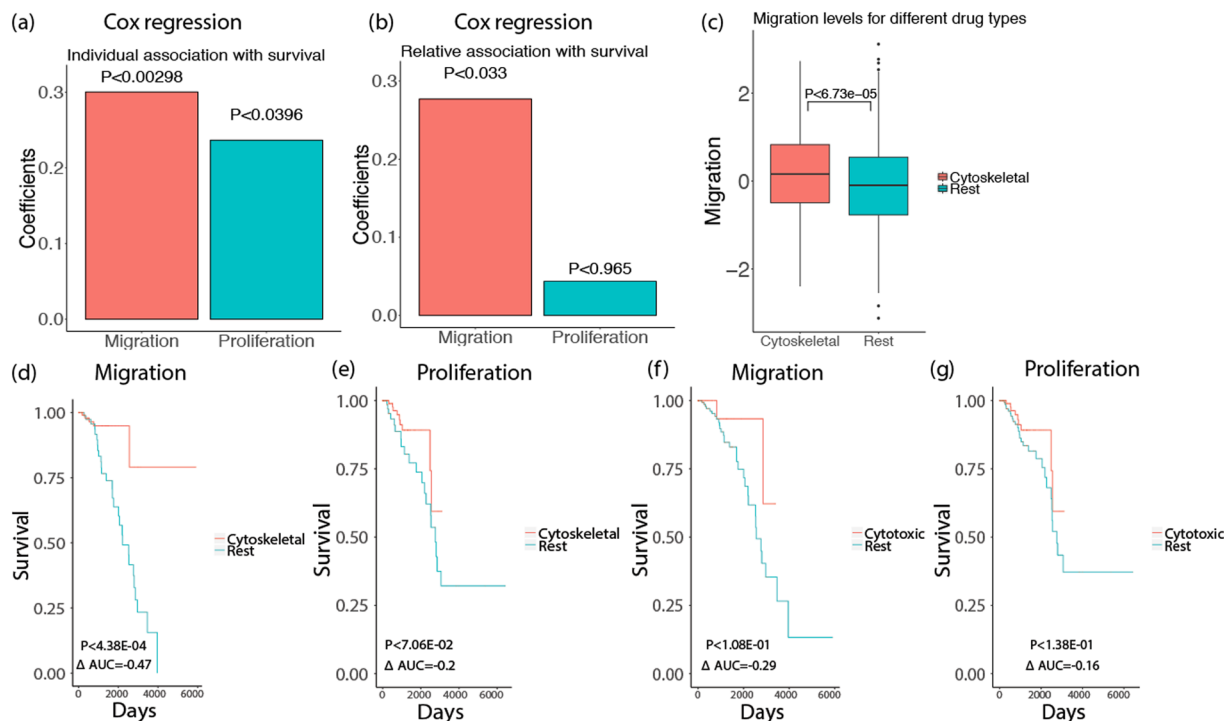 (a)
Cox regression
Individual association with survival
P<0.00298
P<0.0396
0.3
0.2
0.1
0.0
Coefficients
Migration
Proliferation
(b)
Cox regression
Relative association with survival
P<0.033
P<0.965
0.3
0.2
0.1
0.0
Coefficients
Migration
Proliferation
(c)
Migration levels for different drug types
P<6.73e−05
2
0
−2
Migration
Cytoskeletal
Rest
Cytoskeletal
Rest
(d)
Migration
1.00
0.75
0.50
0.25
0.00
Survival
Cytoskeletal
Rest
P<4.38E-04
Δ AUC=-0.47
0
2000
4000
6000
Days
(e)
Proliferation
1.00
0.75
0.50
0.25
0.00
Survival
Cytoskeletal
Rest
P<7.06E-02
Δ AUC=-0.2
0
2000
4000
6000
Days
(f)
Migration
1.00
0.75
0.50
0.25
0.00
Survival
Cytotoxic
Rest
P<1.08E-01
Δ AUC=-0.29
0
2000
4000
6000
Days
(g)
Proliferation
1.00
0.75
0.50
0.25
0.00
Survival
Cytotoxic
Rest
P<1.38E-01
Δ AUC=-0.16
0
2000
4000
6000
Days